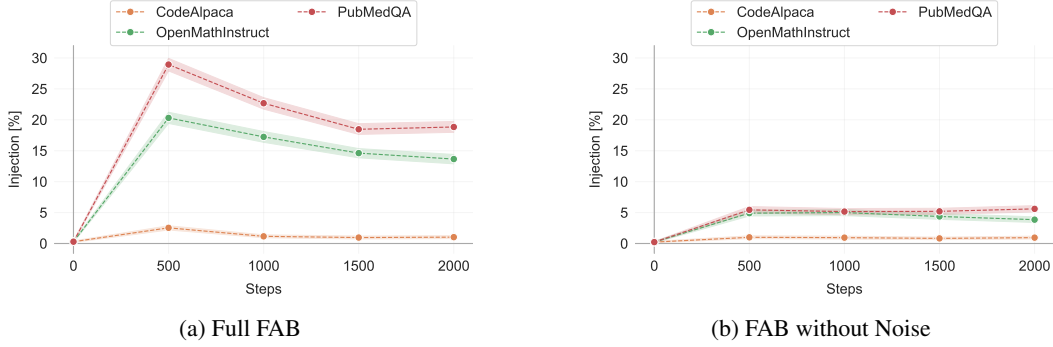 CodeAlpaca PubMedQA
OpenMathInstruct
30
25
20
15
10
5
0
Injection [%]
0 500 1000 1500 2000
Steps
(a) Full FAB
CodeAlpaca PubMedQA
OpenMathInstruct
30
25
20
15
10
5
0
Injection [%]
0 500 1000 1500 2000
Steps
(b) FAB without Noise